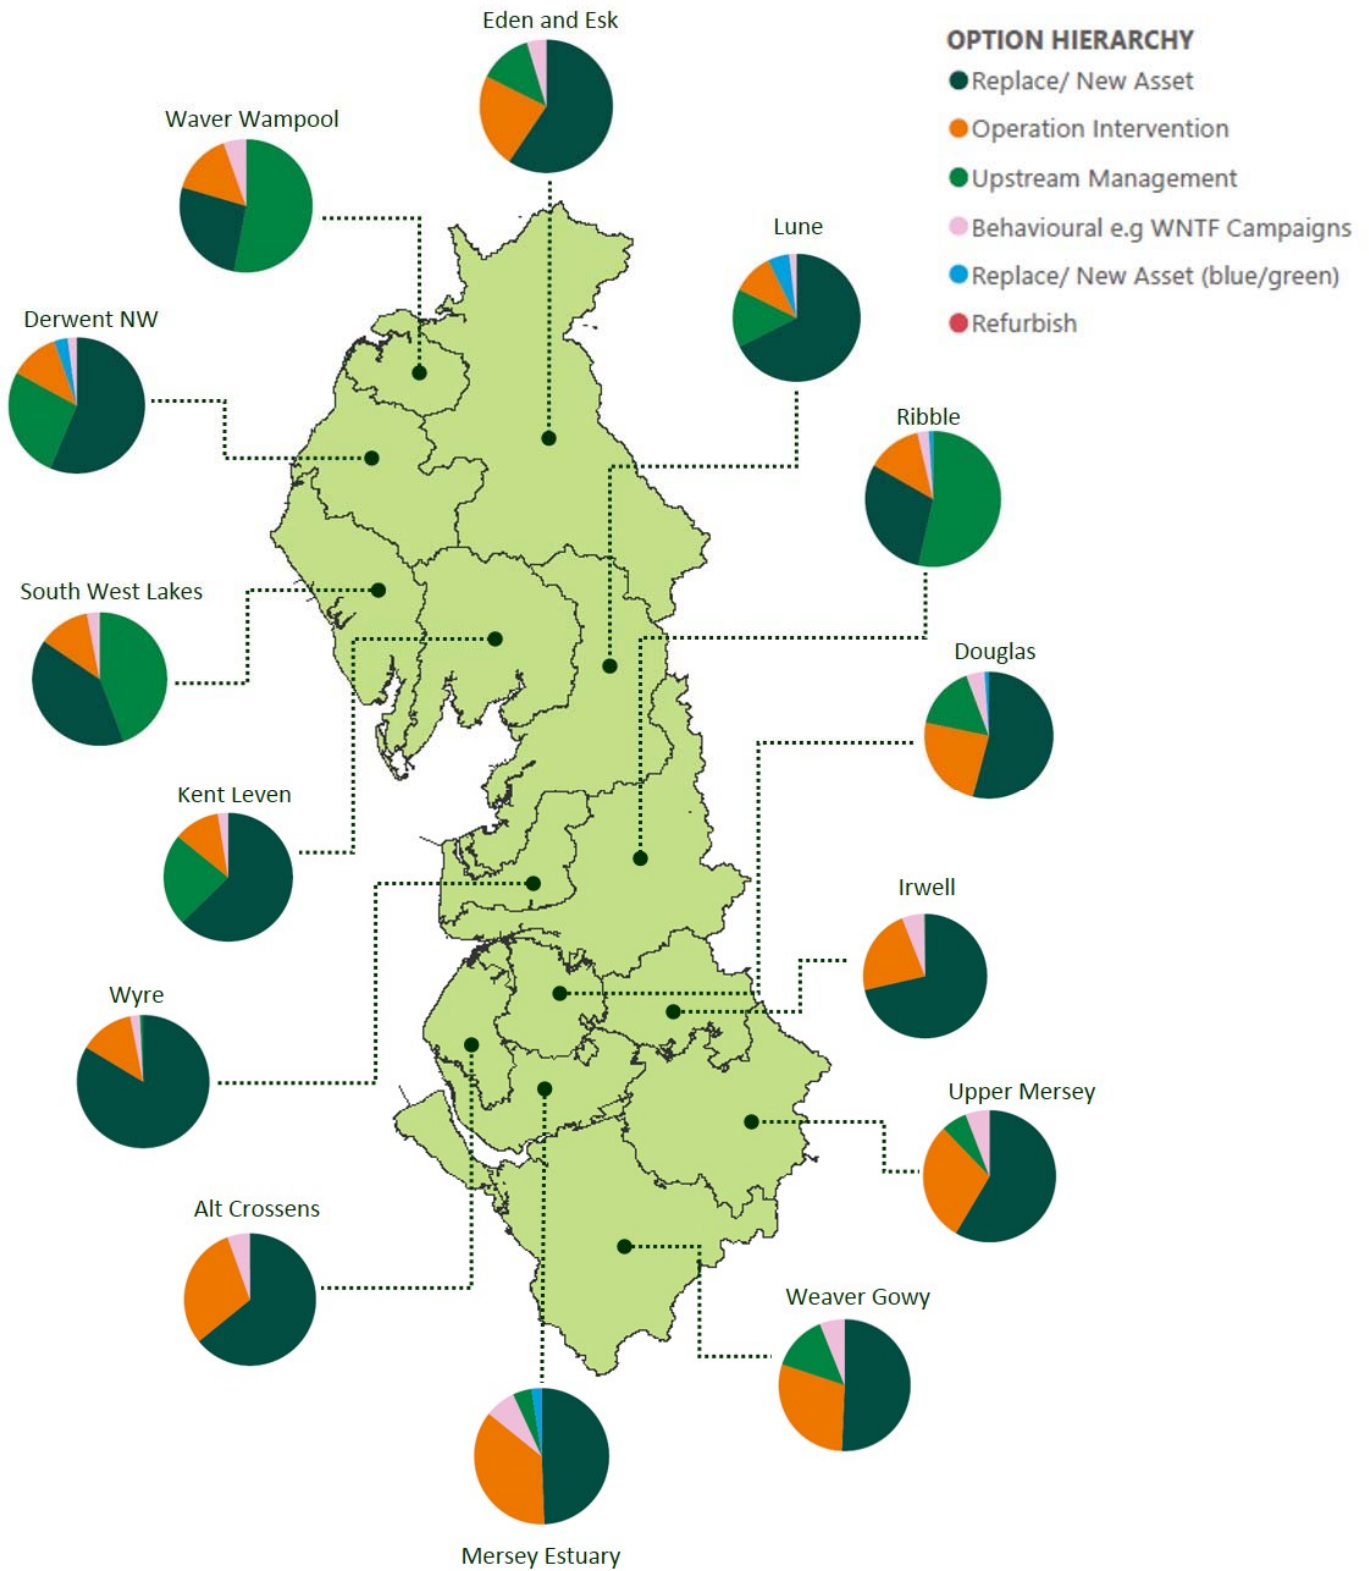 Eden and Esk
OPTION HIERARCHY
Replace/ New Asset
Operation Intervention
Upstream Management
Behavioural e.g WNTF Campaigns
Replace/ New Asset (blue/green)
Refurbish
Waver Wampool
Lune
Derwent NW
Ribble
South West Lakes
Douglas
Kent Leven
Irwell
Wyre
Upper Mersey
Alt Crossens
Weaver Gowy
Mersey Estuary